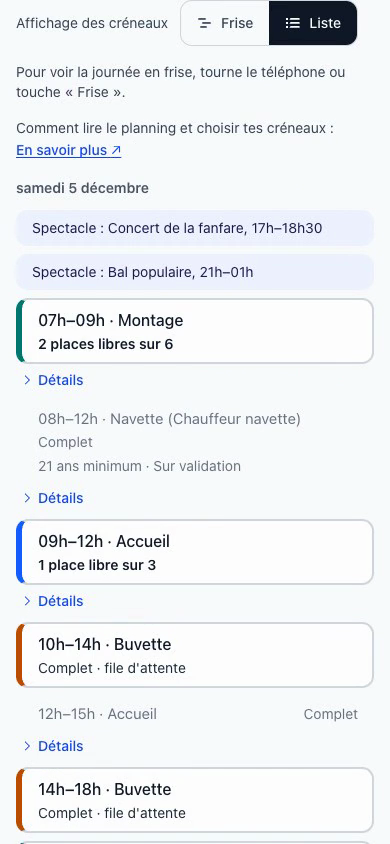 Affichage des créneaux Frise Liste
Pour voir la journée en frise, tourne le téléphone ou
touche « Frise ».
Comment lire le planning et choisir tes créneaux :
En savoir plus ↗
samedi 5 décembre
Spectacle : Concert de la fanfare, 17h–18h30
Spectacle : Bal populaire, 21h–01h
07h–09h · Montage
2 places libres sur 6
Détails
08h–12h · Navette (Chauffeur navette)
Complet
21 ans minimum · Sur validation
Détails
09h–12h · Accueil
1 place libre sur 3
Détails
10h–14h · Buvette
Complet · file d'attente
12h–15h · Accueil Complet
Détails
14h–18h · Buvette
Complet · file d'attente